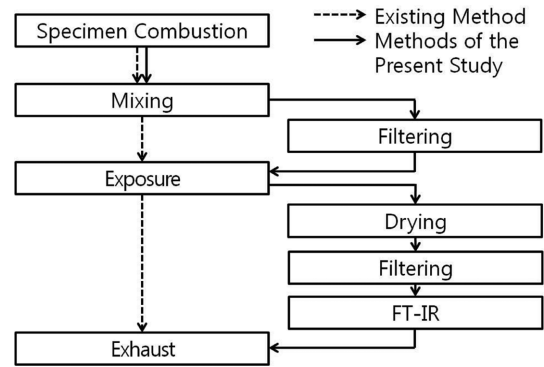 Specimen Combustion
Existing Method
Methods of the
Present Study
Mixing
Filtering
Exposure
Drying
Filtering
FT-IR
Exhaust